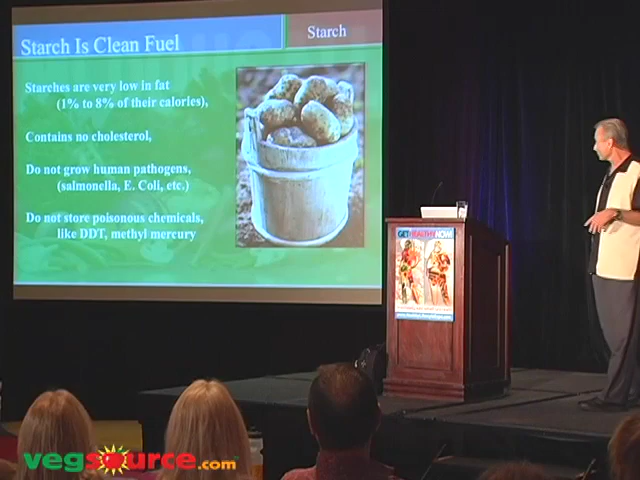 Starch Is Clean Fuel
Starch
Starches are very low in fat
(1% to 8% of their calories),
Contains no cholesterol,
Do not grow human pathogens,
(salmonella, E. Coli, etc.)
Do not store poisonous chemicals,
like DDT, methyl mercury
GET HEALTHY NOW!
vegsource.com